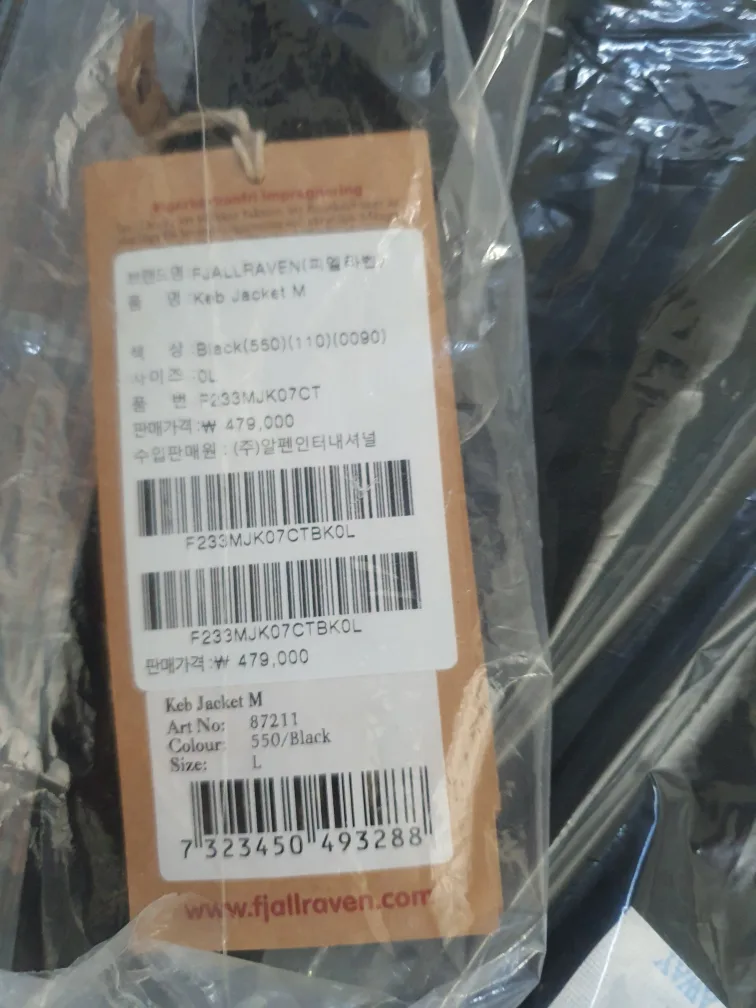 브랜드명:FJALLRAVEN(피엘라벤)
품 명:Keb Jacket M
색 상:Black(550)(110)(0090)
사이즈:0L
품 번 F233MJK07CT
판매가격:₩ 479,000
수입판매원 : (주)알펜인터내셔널
F233MJK07CTBK0L
F233MJK07CTBK0L
판매가격:₩ 479,000
Keb Jacket M
Art No: 87211
Colour: 550/Black
Size: L
7 323450 493288
www.fjallraven.com